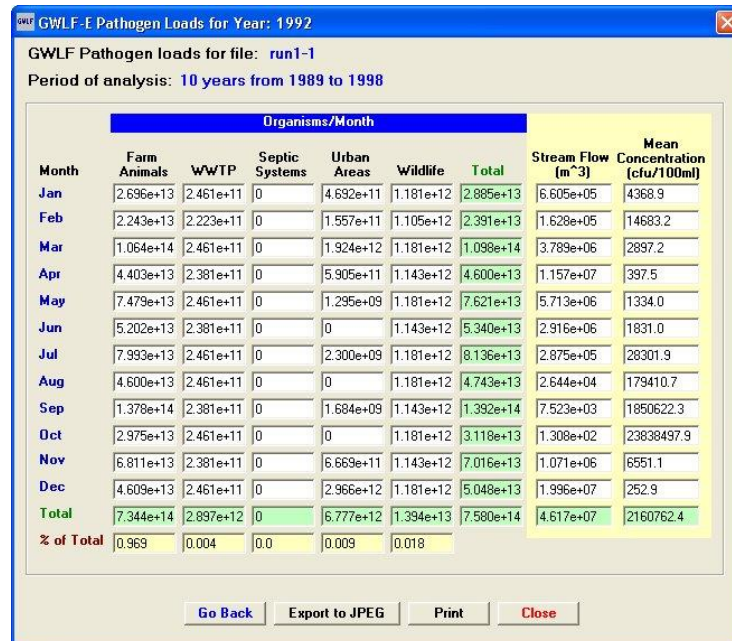 GWLF GWLF-E Pathogen Loads for Year: 1992
GWLF Pathogen loads for file: run1-1
Period of analysis: 10 years from 1989 to 1998
Organisms/Month
Month Farm Animals WWTP Septic Systems Urban Areas Wildlife Total Stream Flow (m^3) Mean Concentration (cfu/100ml)
Jan 2.696e+13 2.461e+11 0 4.692e+11 1.181e+12 2.885e+13 6.605e+05 4368.9
Feb 2.243e+13 2.223e+11 0 1.557e+11 1.105e+12 2.391e+13 1.628e+05 14683.2
Mar 1.064e+14 2.461e+11 0 1.924e+12 1.181e+12 1.098e+14 3.789e+06 2897.2
Apr 4.403e+13 2.381e+11 0 5.905e+11 1.143e+12 4.600e+13 1.157e+07 397.5
May 7.479e+13 2.461e+11 0 1.295e+09 1.181e+12 7.621e+13 5.713e+06 1334.0
Jun 5.202e+13 2.381e+11 0 0 1.143e+12 5.340e+13 2.916e+06 1831.0
Jul 7.993e+13 2.461e+11 0 2.300e+09 1.181e+12 8.136e+13 2.875e+05 28301.9
Aug 4.600e+13 2.461e+11 0 0 1.181e+12 4.743e+13 2.644e+04 179410.7
Sep 1.378e+14 2.381e+11 0 1.684e+09 1.143e+12 1.392e+14 7.523e+03 1850622.3
Oct 2.975e+13 2.461e+11 0 0 1.181e+12 3.118e+13 1.308e+02 23838497.9
Nov 6.811e+13 2.381e+11 0 6.669e+11 1.143e+12 7.016e+13 1.071e+06 6551.1
Dec 4.609e+13 2.461e+11 0 2.966e+12 1.181e+12 5.048e+13 1.996e+07 252.9
Total 7.344e+14 2.897e+12 0 6.777e+12 1.394e+13 7.580e+14 4.617e+07 2160762.4
% of Total 0.969 0.004 0.0 0.009 0.018
Go Back Export to JPEG Print Close